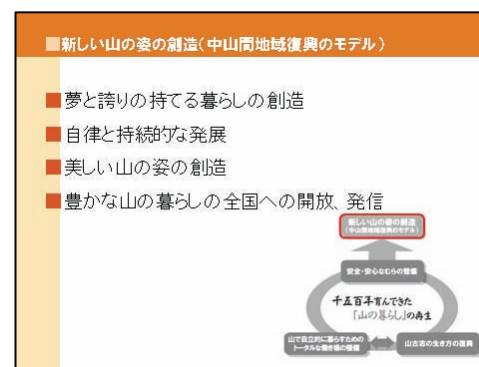 ■新しい山の姿の創造(中山間地域復興のモデル)
■夢と誇りの持てる暮らしの創造
■自律と持続的な発展
■美しい山の姿の創造
■豊かな山の暮らしの全国への開放、発信
新しい山の姿の創造
(中山間地域復興のモデル)
安全・安心なむらの整備
千五百年育んできた
「山の暮らし」の再生
山で自立的に暮らすための
トータルな働き場の整備
山古志の生き方の復興